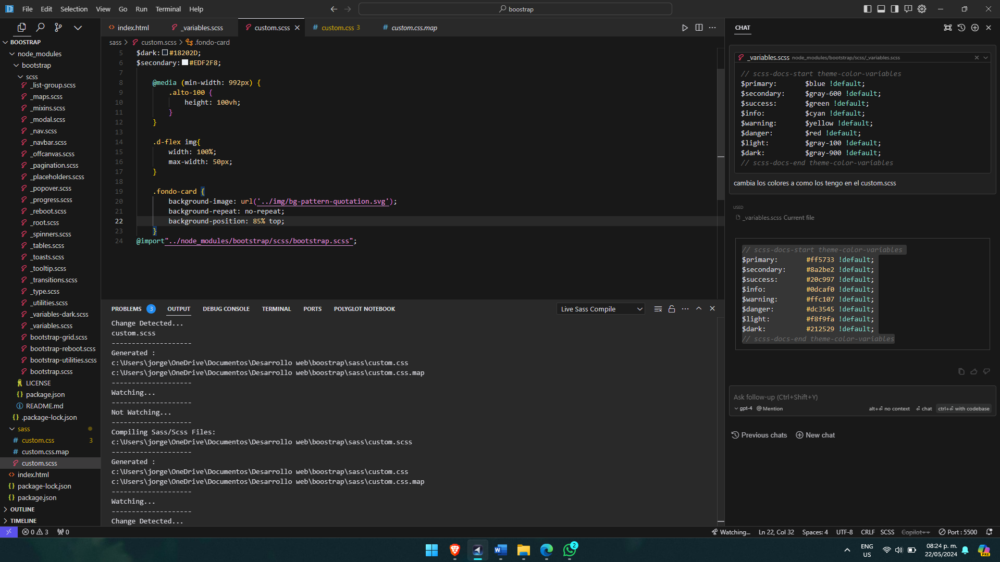 File Edit Selection View Go Run Terminal Help
boostrap
BOOSTRAP
node_modules
bootstrap
scss
_list-group.scss
_maps.scss
_mixins.scss
_modal.scss
_nav.scss
_navbar.scss
_offcanvas.scss
_pagination.scss
_placeholders.scss
_popover.scss
_progress.scss
_reboot.scss
_root.scss
_spinners.scss
_tables.scss
_toasts.scss
_tooltip.scss
_transitions.scss
_type.scss
_utilities.scss
_variables-dark.scss
_variables.scss
bootstrap-grid.scss
bootstrap-reboot.scss
bootstrap-utilities.scss
bootstrap.scss
LICENSE
package.json
README.md
.package-lock.json
sass
custom.css 3
custom.css.map
custom.scss
index.html
package-lock.json
package.json
OUTLINE
TIMELINE
index.html _variables.scss custom.scss custom.css 3 custom.css.map
sass > custom.scss > .fondo-card
5 $dark: #18202D;
6 $secondary: #EDF2F8;
7
8 @media (min-width: 992px) {
9 .alto-100 {
10 height: 100vh;
11 }
12 }
13
14 .d-flex img{
15 width: 100%;
16 max-width: 50px;
17 }
18
19 .fondo-card {
20 background-image: url('../img/bg-pattern-quotation.svg');
21 background-repeat: no-repeat;
22 background-position: 85% top;
23 }
24 @import"../node_modules/bootstrap/scss/bootstrap.scss";
PROBLEMS 3 OUTPUT DEBUG CONSOLE TERMINAL PORTS POLYGLOT NOTEBOOK Live Sass Compile
Change Detected...
custom.scss
--------------------
Generated :
c:\Users\jorge\OneDrive\Documentos\Desarrollo web\boostrap\sass\custom.css
c:\Users\jorge\OneDrive\Documentos\Desarrollo web\boostrap\sass\custom.css.map
--------------------
Watching...
--------------------
Not Watching...
--------------------
Compiling Sass/Scss Files:
c:\Users\jorge\OneDrive\Documentos\Desarrollo web\boostrap\sass\custom.scss
--------------------
Generated :
c:\Users\jorge\OneDrive\Documentos\Desarrollo web\boostrap\sass\custom.css
c:\Users\jorge\OneDrive\Documentos\Desarrollo web\boostrap\sass\custom.css.map
--------------------
Watching...
--------------------
Change Detected...
CHAT
_variables.scss node_modules/bootstrap/scss/_variables.scss
// scss-docs-start theme-color-variables
$primary: $blue !default;
$secondary: $gray-600 !default;
$success: $green !default;
$info: $cyan !default;
$warning: $yellow !default;
$danger: $red !default;
$light: $gray-100 !default;
$dark: $gray-900 !default;
// scss-docs-end theme-color-variables
cambia los colores a como los tengo en el custom.scss
USED
_variables.scss Current file
// scss-docs-start theme-color-variables
$primary: #ff5733 !default;
$secondary: #8a2be2 !default;
$success: #20c997 !default;
$info: #0dcaf0 !default;
$warning: #ffc107 !default;
$danger: #dc3545 !default;
$light: #f8f9fa !default;
$dark: #212529 !default;
// scss-docs-end theme-color-variables
Ask follow-up (Ctrl+Shift+Y)
gpt-4 @ Mention alt+⏎ no context ⏎ chat ctrl+⏎ with codebase
Previous chats New chat
0 3 0 Watching... Ln 22, Col 32 Spaces: 4 UTF-8 CRLF SCSS Copilot++ Port : 5500
2
ENG
US
08:24 p. m.
22/05/2024
PRE